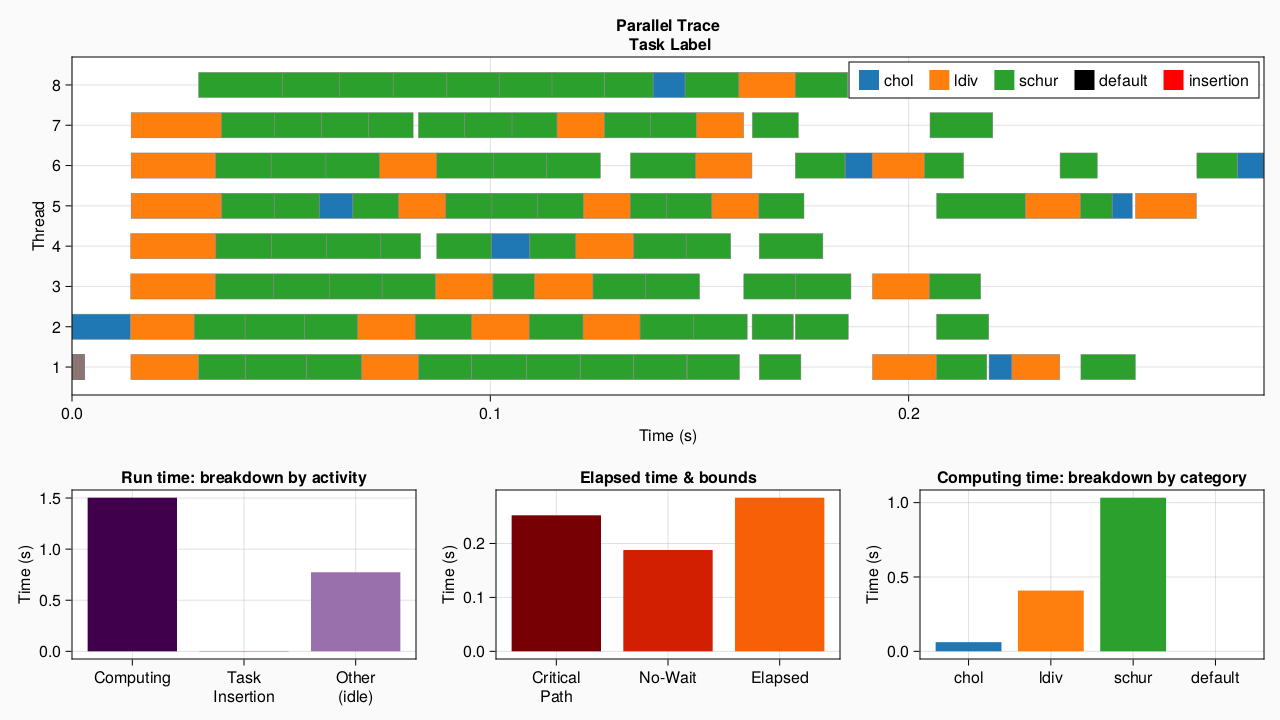 Parallel Trace
Task Label
chol ldiv schur default insertion
8
7
6
5
4
3
2
1
Thread
0.0 0.1 0.2
Time (s)
Run time: breakdown by activity
1.5
1.0
0.5
0.0
Time (s)
Computing Task Insertion Other (idle)
Elapsed time & bounds
0.2
0.1
0.0
Time (s)
Critical Path No-Wait Elapsed
Computing time: breakdown by category
1.0
0.5
0.0
Time (s)
chol ldiv schur default